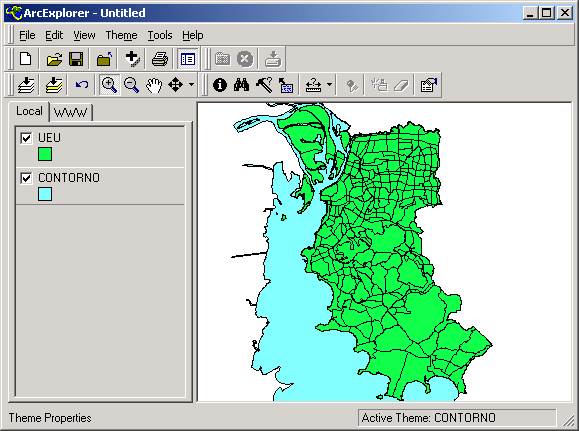 ArcExplorer - Untitled
File Edit View Theme Tools Help
Local WWW
UEU
CONTORNO
Theme Properties
Active Theme: CONTORNO